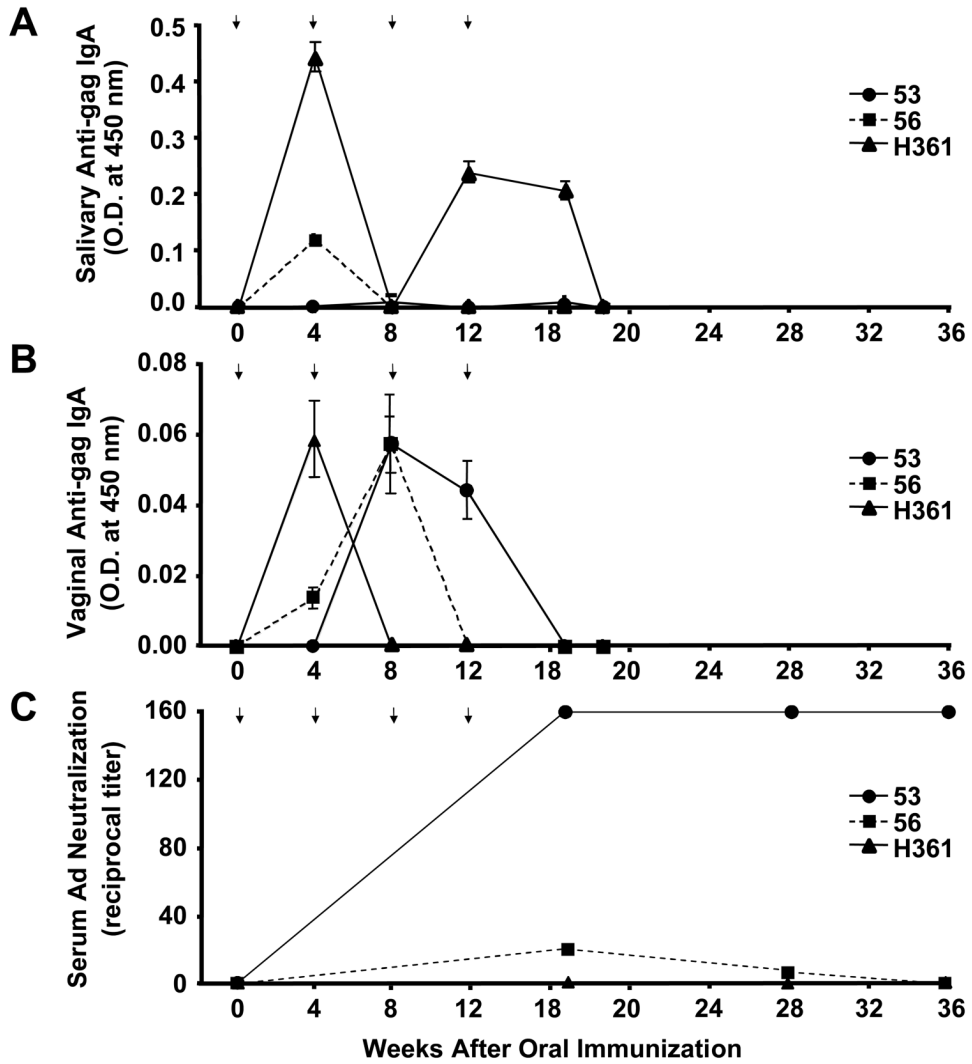 A
Salivary Anti-gag IgA
(O.D. at 450 nm)
0.5
0.4
0.3
0.2
0.1
0.0
0 4 8 12 18 20 24 28 32 36
53
56
H361
B
Vaginal Anti-gag IgA
(O.D. at 450 nm)
0.08
0.06
0.04
0.02
0.00
0 4 8 12 18 20 24 28 32 36
53
56
H361
C
Serum Ad Neutralization
(reciprocal titer)
160
120
80
40
0
0 4 8 12 18 20 24 28 32 36
53
56
H361
Weeks After Oral Immunization